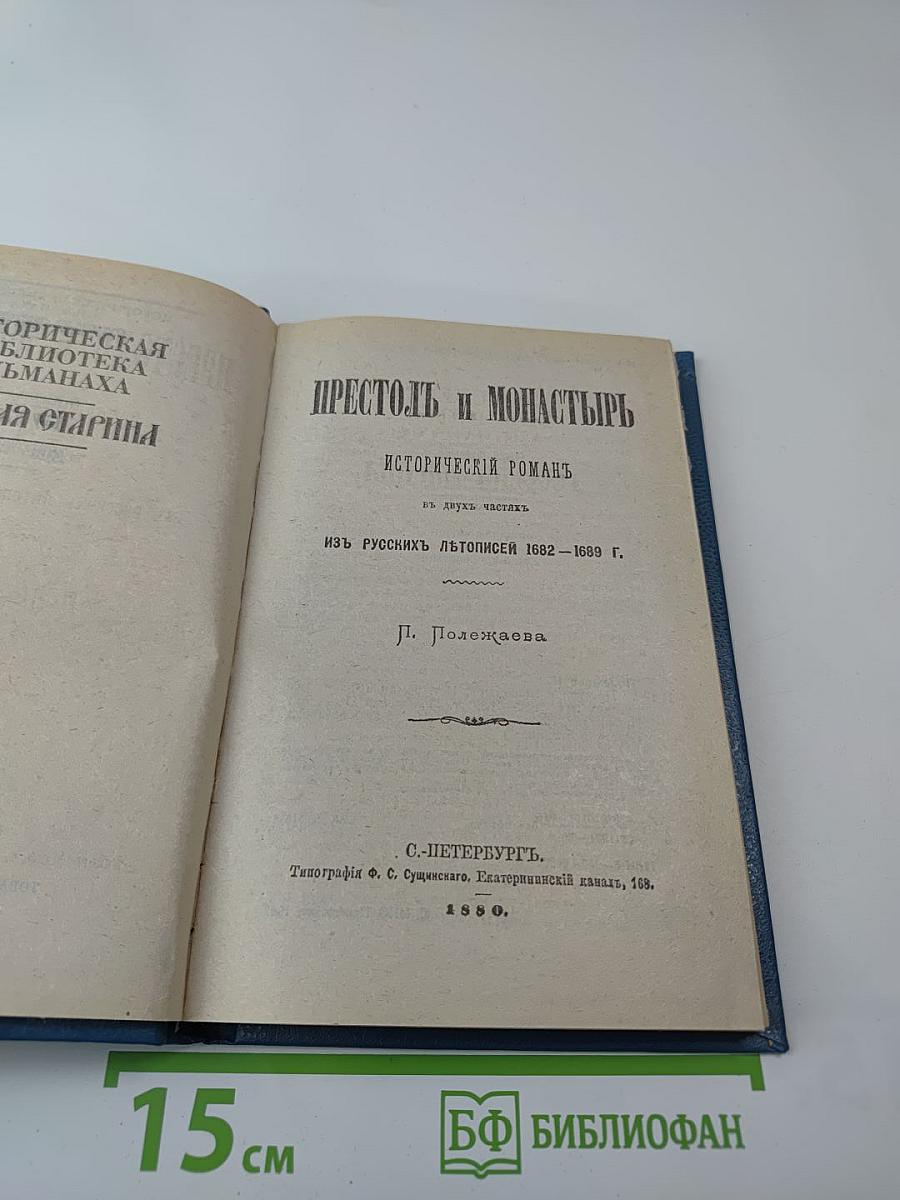 ТОРИЧЕСКАЯ
БЛИОТЕКА
ЬМАНАХА
АЯ СТАРИНА
ПРЕСТОЛЪ и МОНАСТЫРЬ
ИСТОРИЧЕСКІЙ РОМАНЪ
въ двухъ частяхъ
ИЗЪ РУССКИХЪ ЛѢТОПИСЕЙ 1682—1689 Г.
П. Полежаева
С.-ПЕТЕРБУРГЪ.
Типографія Ф. С. Сущинскаго, Екатерининскій каналъ, 168.
1880.
15 см
БФ БИБЛИОФАН